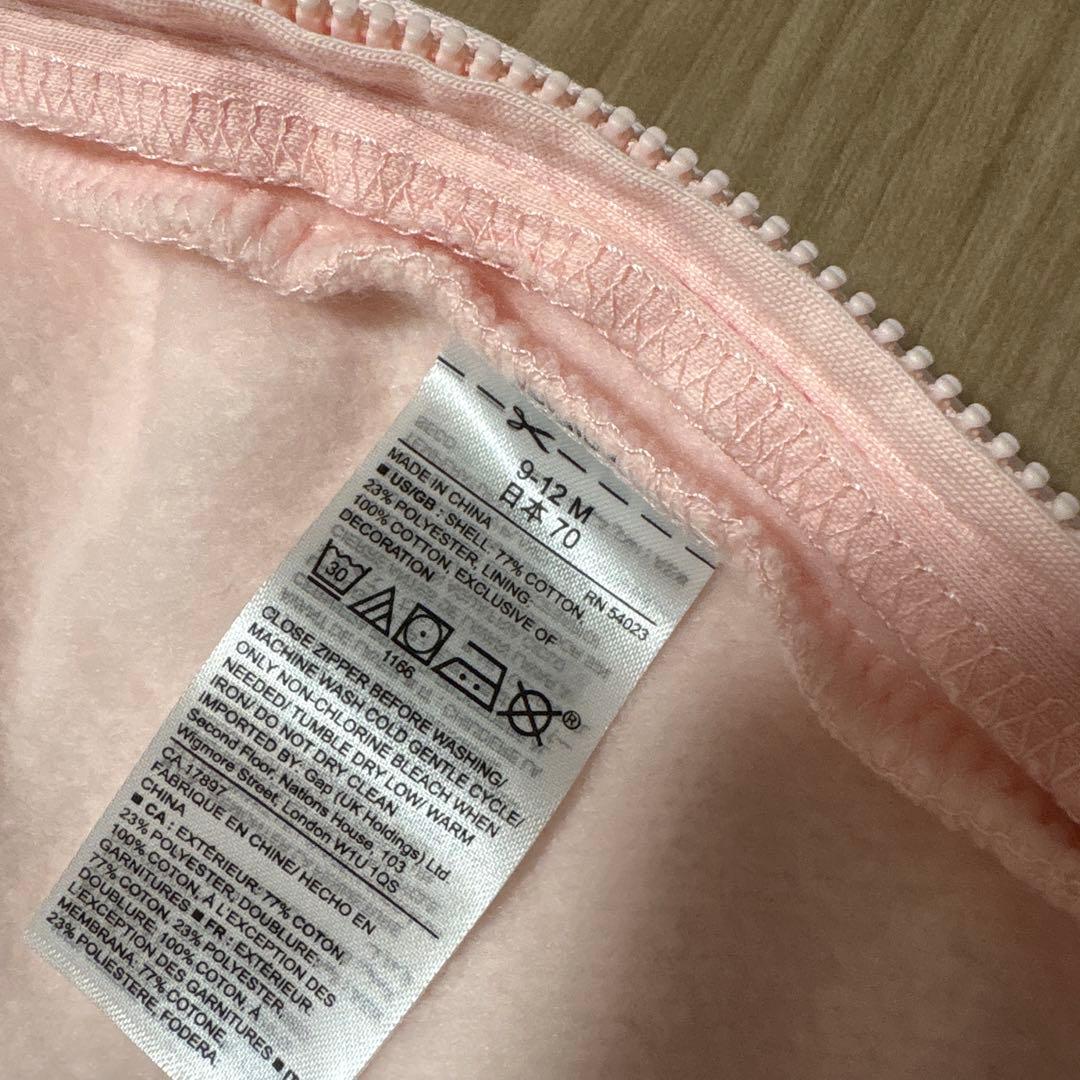 9-12 M
日本 70
MADE IN CHINA RN 54023
■ US/GB : SHELL, 77% COTTON,
23% POLYESTER, LINING,
100% COTTON, EXCLUSIVE OF
DECORATION
30
®
1166
CLOSE ZIPPER BEFORE WASHING/
MACHINE WASH COLD GENTLE CYCLE/
ONLY NON-CHLORINE BLEACH WHEN
NEEDED/ TUMBLE DRY LOW/ WARM
IRON/ DO NOT DRY CLEAN
IMPORTED BY: Gap (UK Holdings) Ltd.
Second Floor, Nations House, 103
Wigmore Street, London W1U 1QS
CA 17897
FABRIQUE EN CHINE/ HECHO EN
CHINA
■ CA : EXTÉRIEUR: 77% COTON,
23% POLYESTER, DOUBLURE:
100% COTON, À L'EXCEPTION DES
GARNITURES ■ FR : EXTÉRIEUR
77% COTON, 23% POLYESTER,
DOUBLURE, 100% COTON, À
L'EXCEPTION DES GARNITURES ■ IT
MEMBRANA, 77% COTONE,
23% POLIESTERE, FODERA,